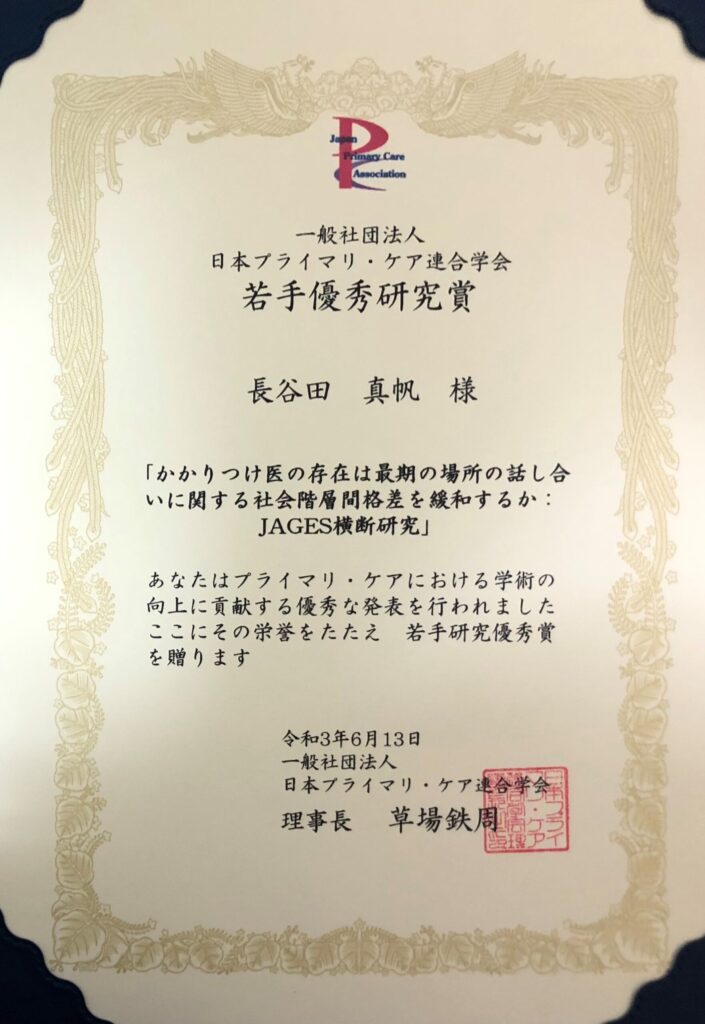 Japan
Primary Care
Association
一般社団法人
日本プライマリ・ケア連合学会
若手優秀研究賞
長谷田 真帆 様
「かかりつけ医の存在は最期の場所の話し合
いに関する社会階層間格差を緩和するか：
JAGES横断研究」
あなたはプライマリ・ケアにおける学術の
向上に貢献する優秀な発表を行われました
ここにその栄誉をたたえ 若手研究優秀賞
を贈ります
令和3年6月13日
一般社団法人
日本プライマリ・ケア連合学会
理事長 草場鉄周